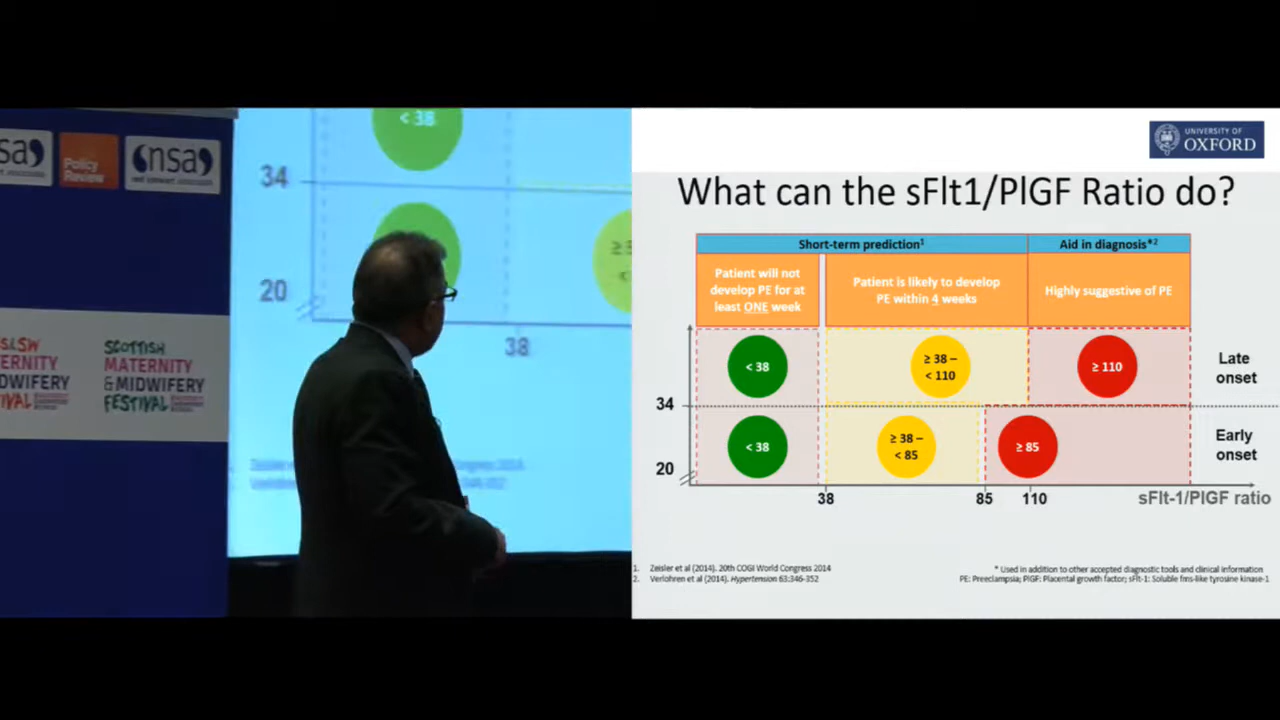 sa
Policy
Review
nsa
< 38
34
20
38
S&SW
ERNITY
DWIFERY
IVAL
SCOTTISH
MATERNITY
& MIDWIFERY
FESTIVAL
UNIVERSITY OF
OXFORD
What can the sFlt1/PlGF Ratio do?
Short-term prediction1
Aid in diagnosis*2
Patient will not
develop PE for at
least ONE week
Patient is likely to develop
PE within 4 weeks
Highly suggestive of PE
< 38
≥ 38 –
< 110
≥ 110
Late
onset
34
< 38
≥ 38 –
< 85
≥ 85
Early
onset
20
38
85
110
sFlt-1/PlGF ratio
1. Zeisler et al (2014). 20th COGI World Congress 2014
2. Verlohren et al (2014). Hypertension 63:346-352
* Used in addition to other accepted diagnostic tools and clinical information
PE: Preeclampsia; PlGF: Placental growth factor; sFlt-1: Soluble fms-like tyrosine kinase-1